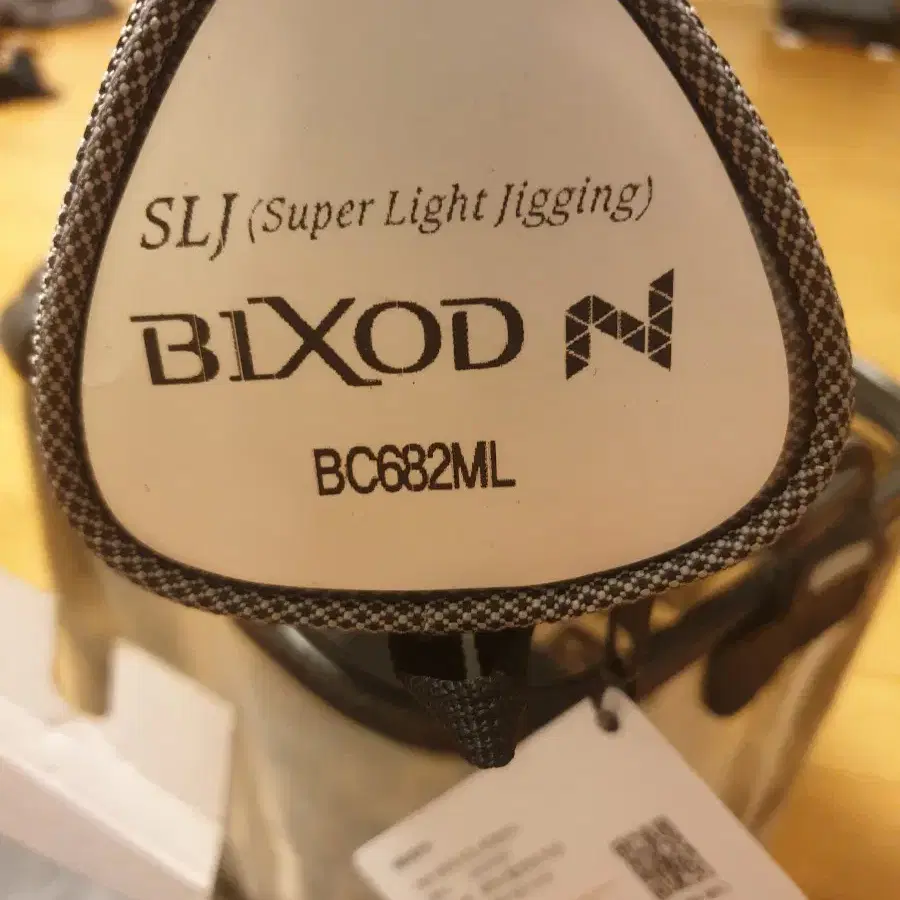 SLJ (Super Light Jigging)
BIXOD N
BC682ML